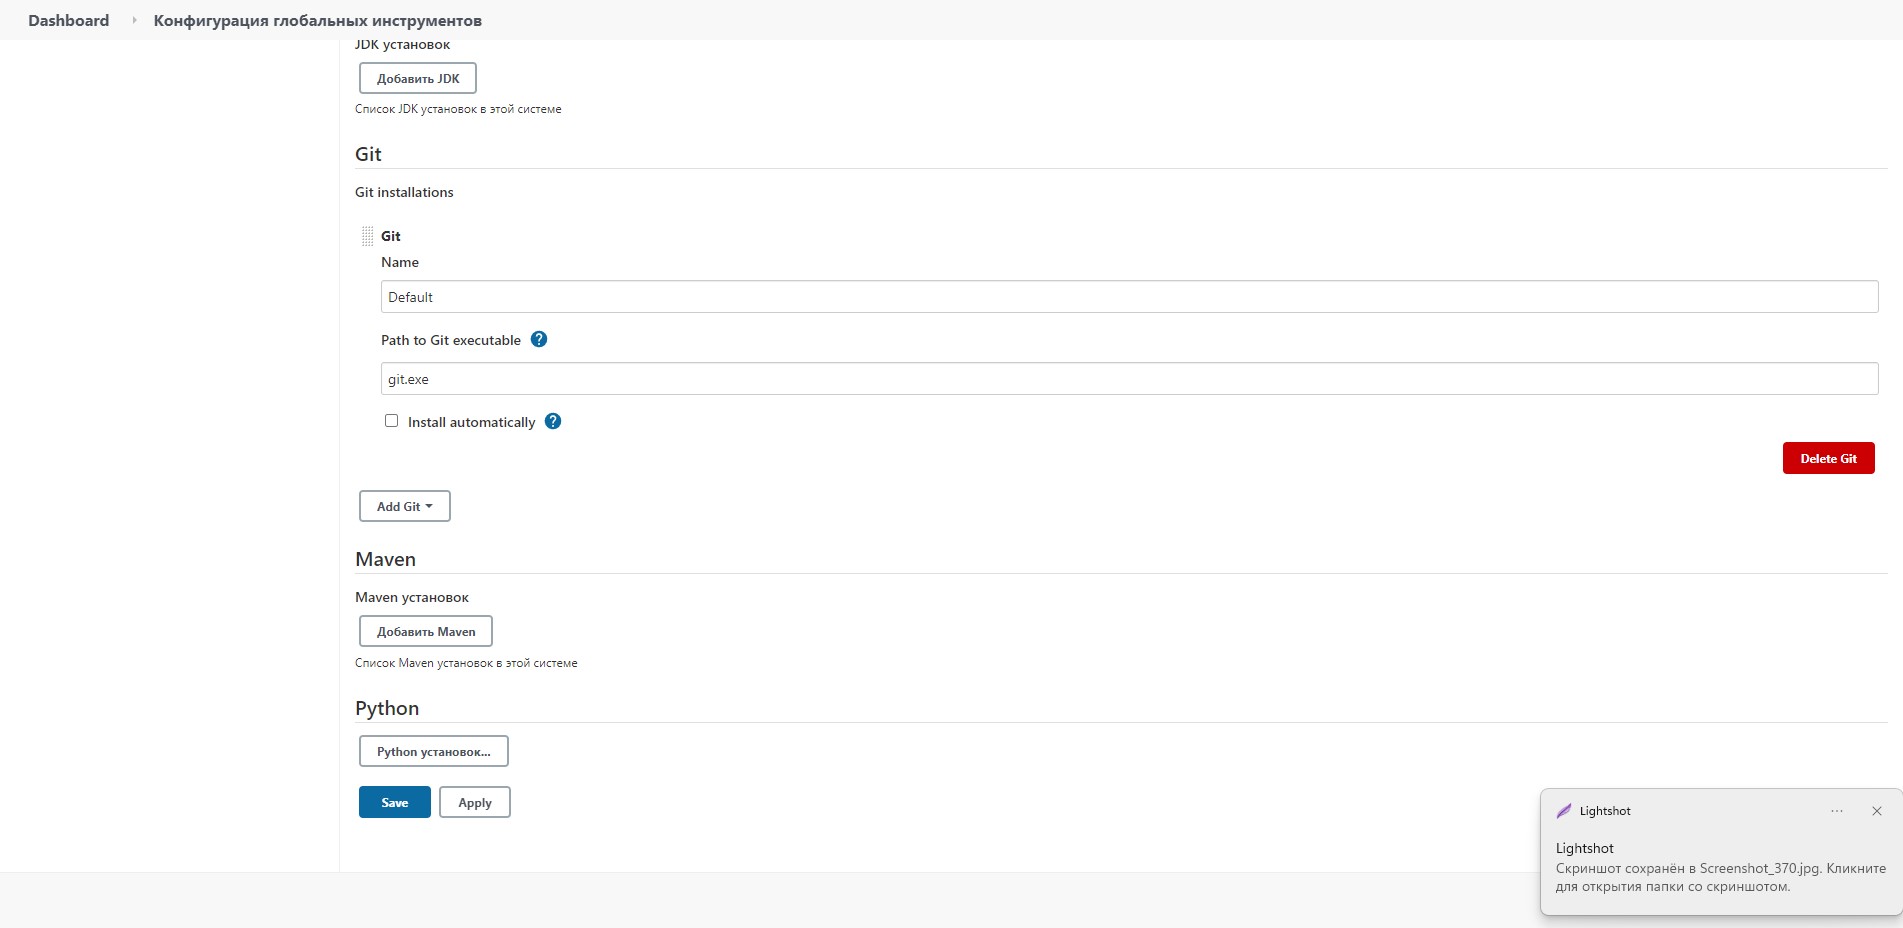 Dashboard
Конфигурация глобальных инструментов
JDK установок
Добавить JDK
Список JDK установок в этой системе
Git
Git installations
Git
Name
Default
Path to Git executable ?
git.exe
Install automatically ?
Delete Git
Add Git
Maven
Maven установок
Добавить Maven
Список Maven установок в этой системе
Python
Python установок...
Save
Apply
Lightshot
Lightshot
Скриншот сохранён в Screenshot_370.jpg. Кликните
для открытия папки со скриншотом.